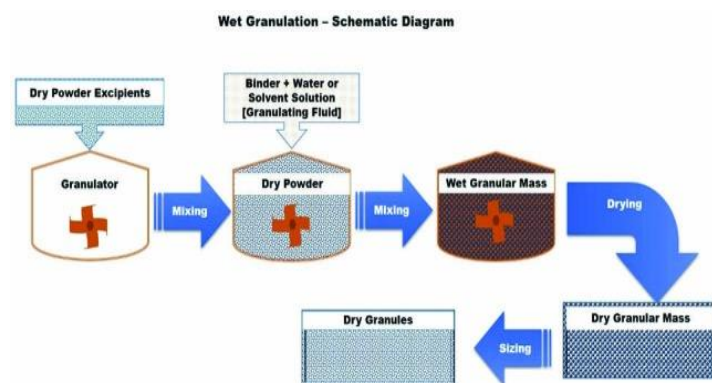 Wet Granulation – Schematic Diagram
Dry Powder Excipients
Binder + Water or
Solvent Solution
[Granulating Fluid]
Granulator
Mixing
Dry Powder
Mixing
Wet Granular Mass
Drying
Dry Granules
Sizing
Dry Granular Mass